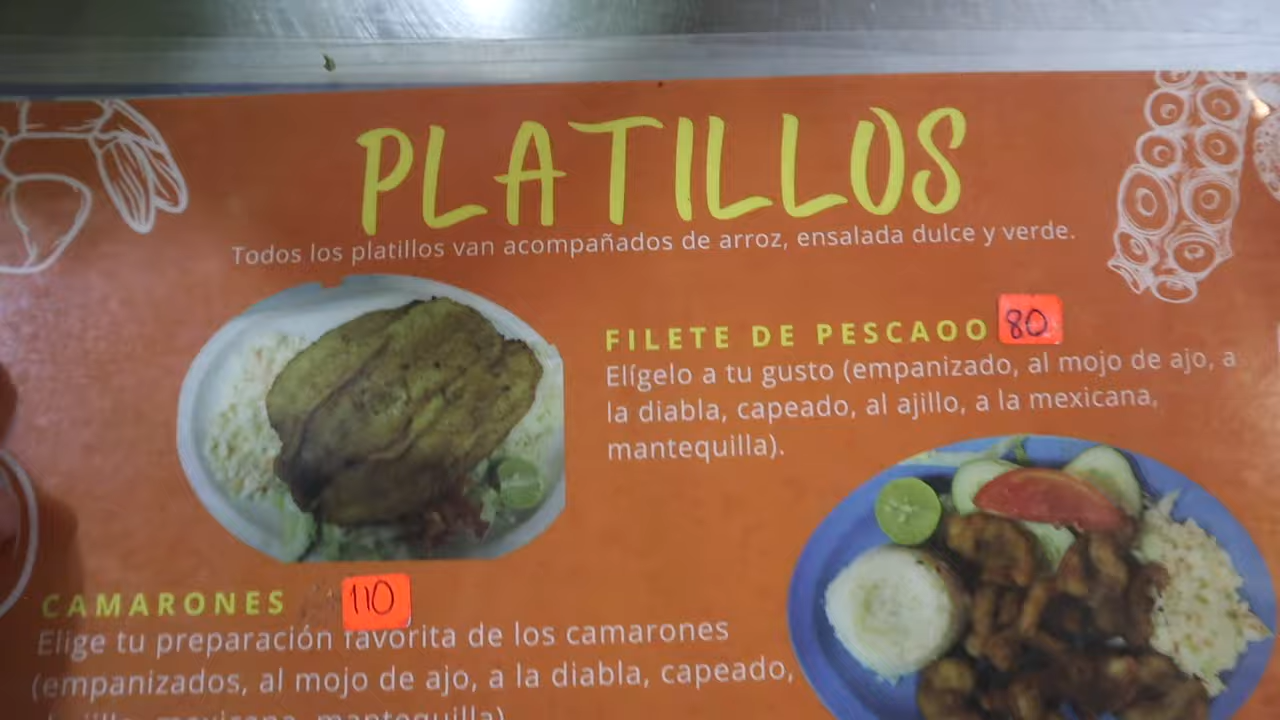 PLATILLOS
Todos los platillos van acompañados de arroz, ensalada dulce y verde.
FILETE DE PESCAOO 80
Elígelo a tu gusto (empanizado, al mojo de ajo, a
la diabla, capeado, al ajillo, a la mexicana,
mantequilla).
CAMARONES 110
Elige tu preparación favorita de los camarones
(empanizados, al mojo de ajo, a la diabla, capeado,
mexicana, mantequilla)